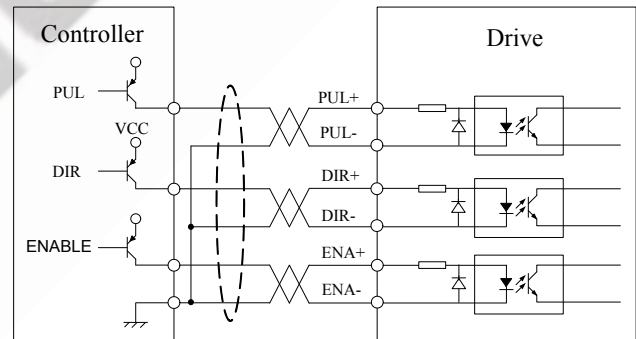 Controller
Drive
PUL
PUL+
PUL-
VCC
DIR
DIR+
DIR-
ENABLE
ENA+
ENA-